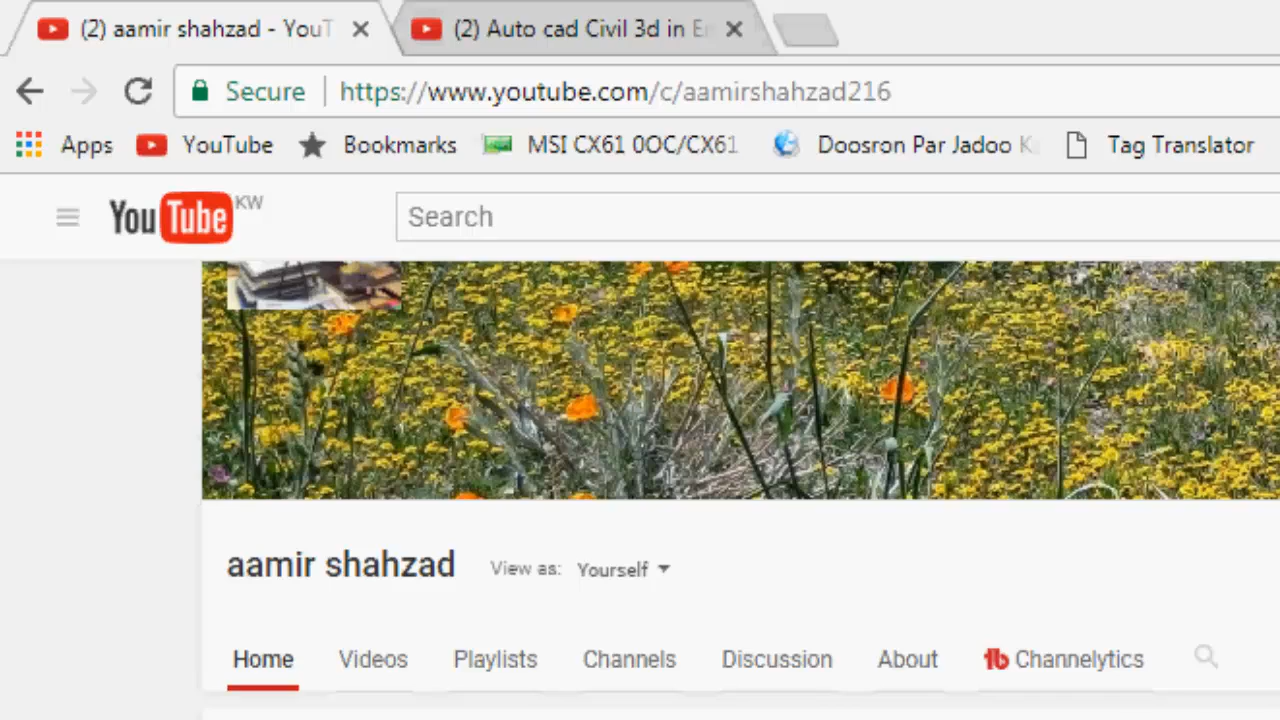 (2) aamir shahzad - YouT
(2) Auto cad Civil 3d in En
Secure https://www.youtube.com/c/aamirshahzad216
Apps YouTube Bookmarks MSI CX61 0OC/CX61 Doosron Par Jadoo Tag Translator
YouTube KW Search
aamir shahzad View as: Yourself
Home Videos Playlists Channels Discussion About Channelytics